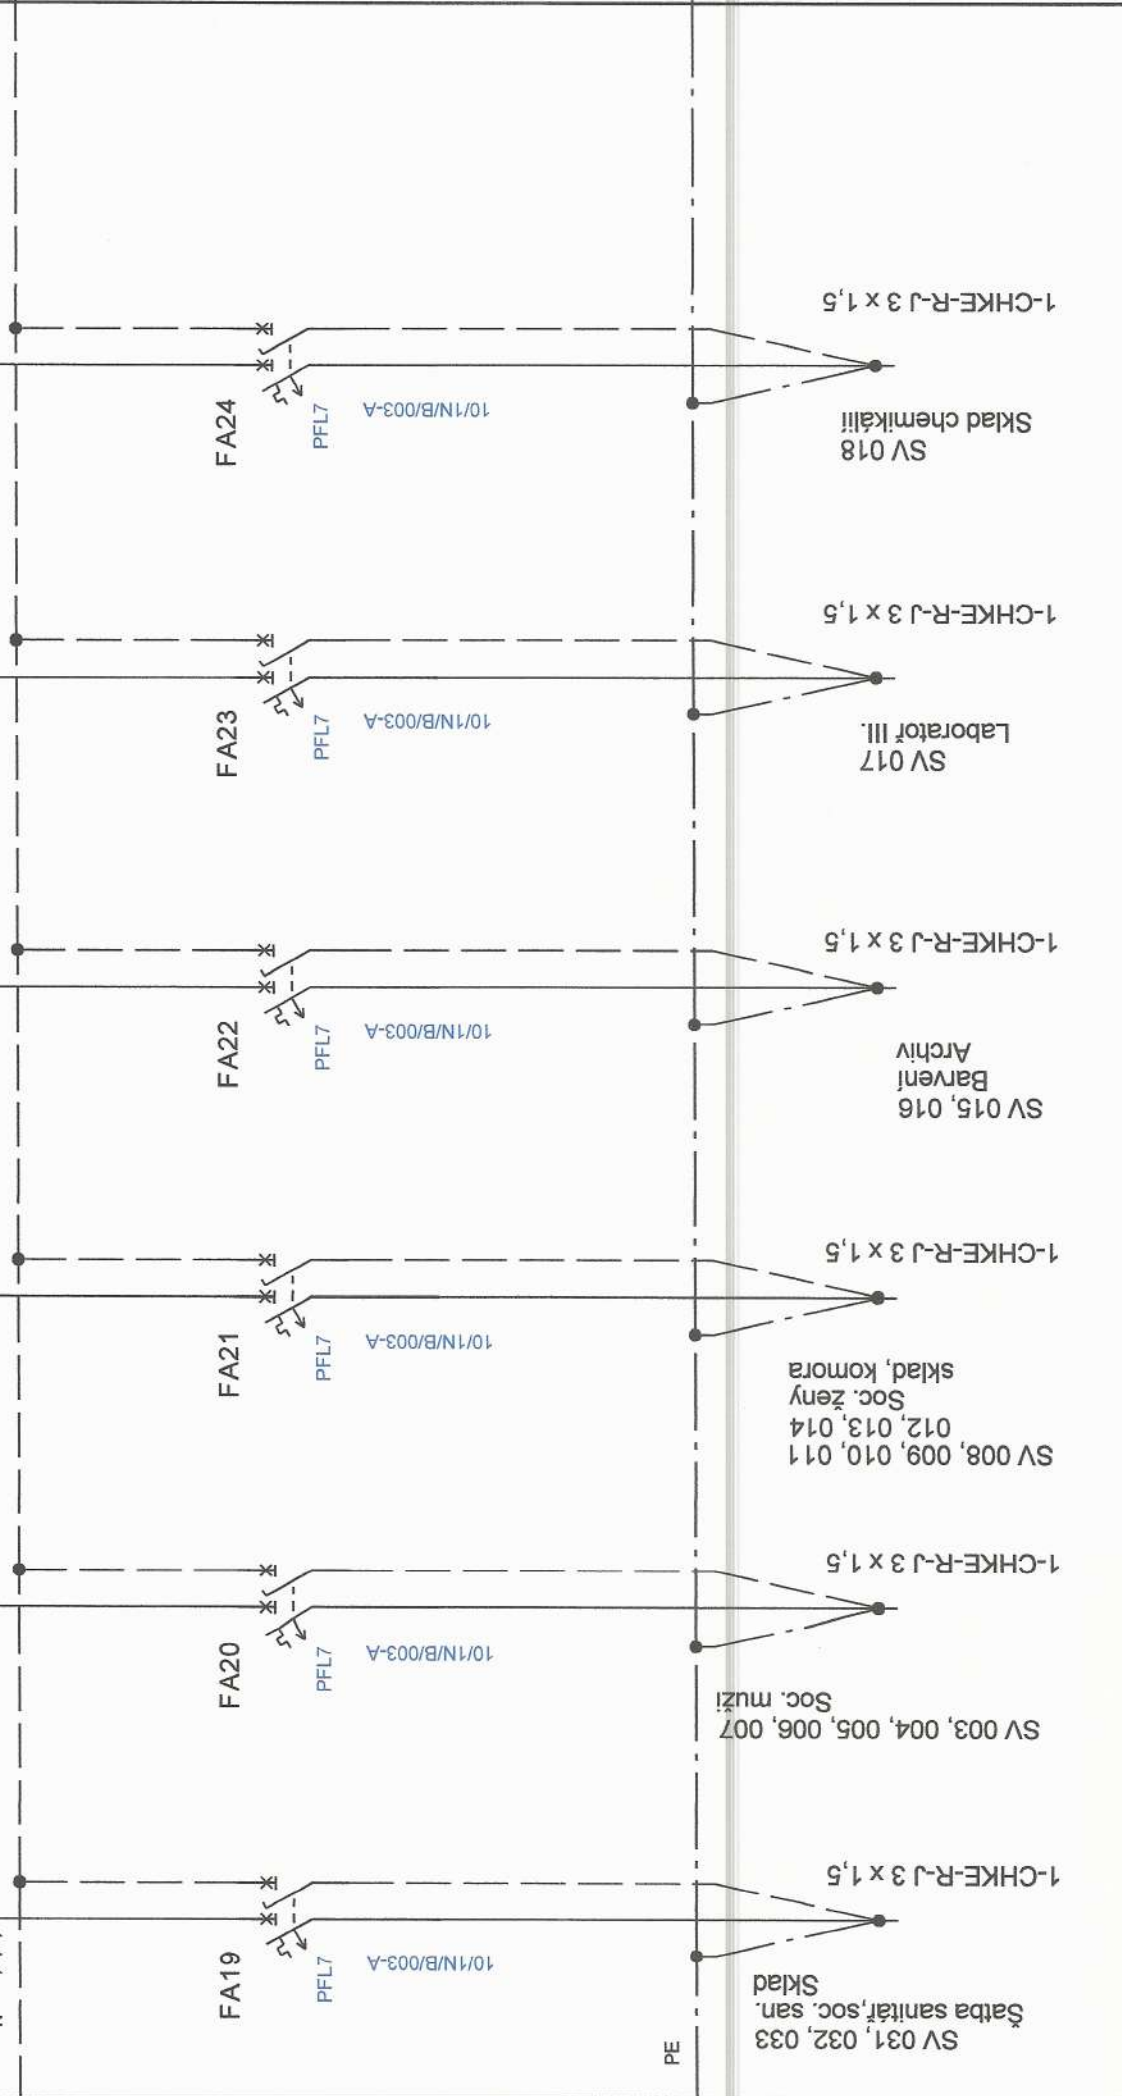 FA19
PFL7
10/1N/B/003-A
PE
SV 031, 032, 033
Šatba sanitář,soc. san.
Sklad
1-CHKE-R-J 3 x 1,5
FA20
PFL7
10/1N/B/003-A
SV 003, 004, 005, 006, 007
Soc. muži
1-CHKE-R-J 3 x 1,5
FA21
PFL7
10/1N/B/003-A
SV 008, 009, 010, 011
012, 013, 014
Soc. ženy
sklad, komora
1-CHKE-R-J 3 x 1,5
FA22
PFL7
10/1N/B/003-A
SV 015, 016
Barvení
Archiv
1-CHKE-R-J 3 x 1,5
FA23
PFL7
10/1N/B/003-A
SV 017
Laboratoř III.
1-CHKE-R-J 3 x 1,5
FA24
PFL7
10/1N/B/003-A
SV 018
Sklad chemikálií
1-CHKE-R-J 3 x 1,5